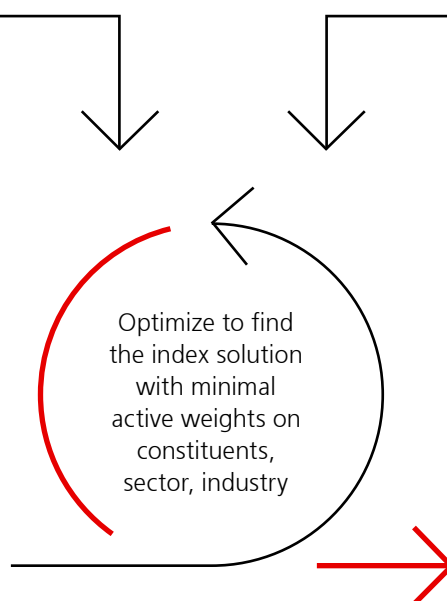 Optimize to find
the index solution
with minimal
active weights on
constituents,
sector, industry